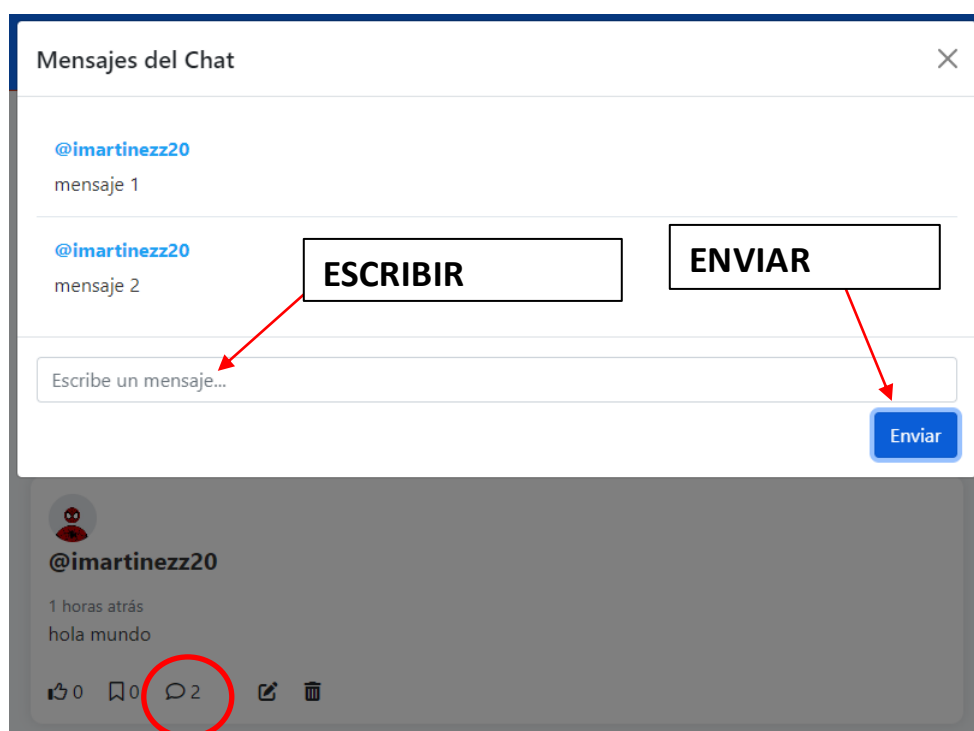 Mensajes del Chat
@imartinezz20
mensaje 1
@imartinezz20
mensaje 2
ESCRIBIR
ENVIAR
Escribe un mensaje...
Enviar
@imartinezz20
1 horas atrás
hola mundo
0 0 2